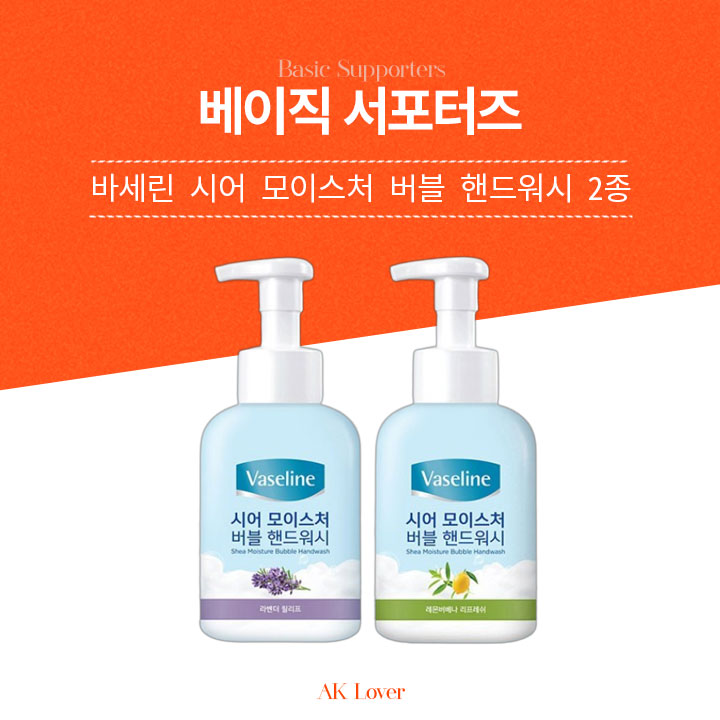 Basic Supporters
베이직 서포터즈
바세린 시어 모이스처 버블 핸드워시 2종
Vaseline
시어 모이스처
버블 핸드워시
Shea Moisture Bubble Handwash
라벤더 릴리프
Vaseline
시어 모이스처
버블 핸드워시
Shea Moisture Bubble Handwash
레몬버베나 리프레쉬
AK Lover